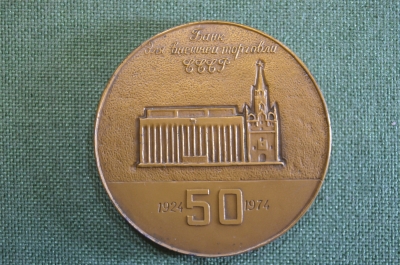 Банк
для внешней торговли
СССР
1924 50 1974